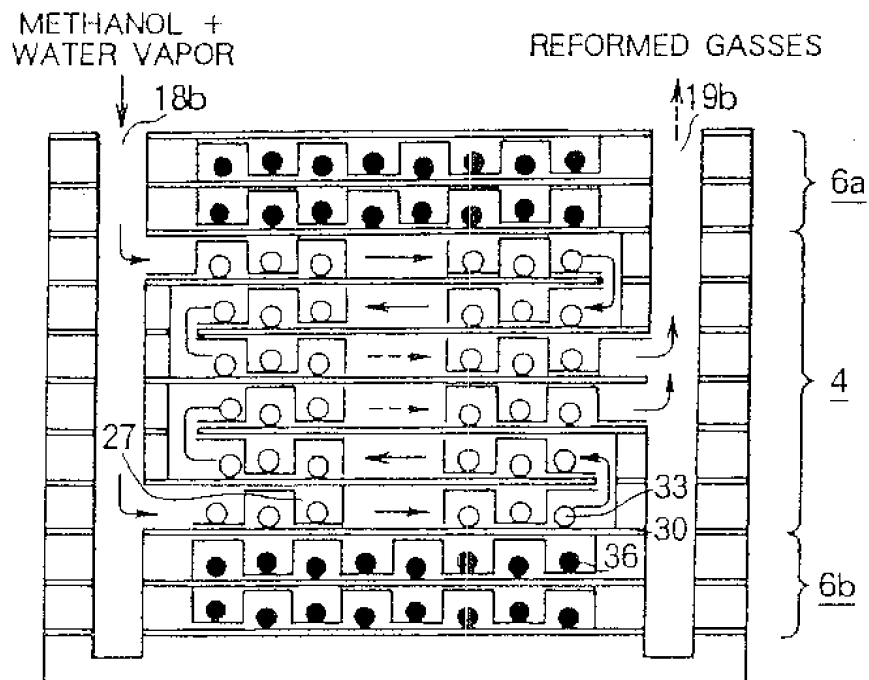 METHANOL +
WATER VAPOR
REFORMED GASSES
18b
19b
6a
4
27
33
30
36
6b